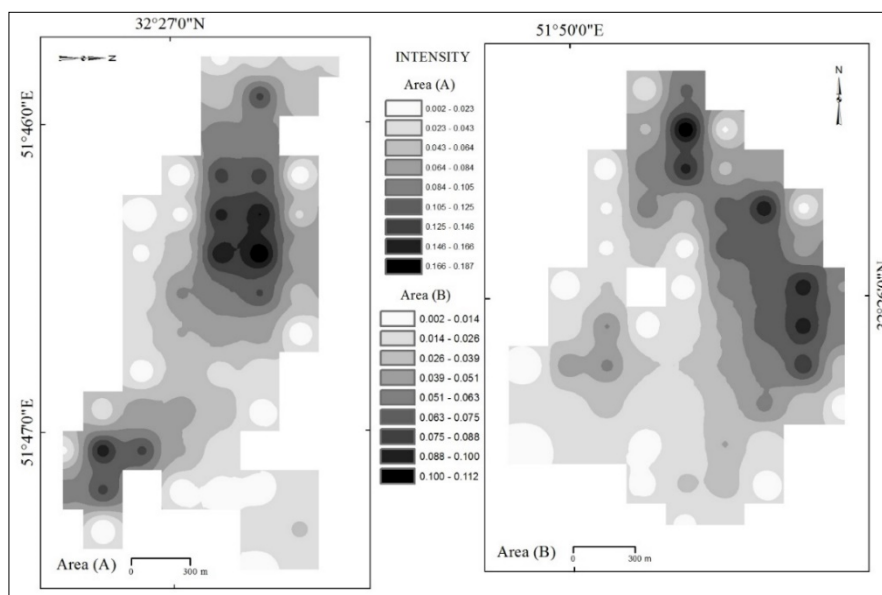 32°27'0"N
N
51°46'0"E
51°47'0"E
Area (A)
0
300 m
INTENSITY
Area (A)
0.002 - 0.023
0.023 - 0.043
0.043 - 0.064
0.064 - 0.084
0.084 - 0.105
0.105 - 0.125
0.125 - 0.146
0.146 - 0.166
0.166 - 0.187
Area (B)
0.002 - 0.014
0.014 - 0.026
0.026 - 0.039
0.039 - 0.051
0.051 - 0.063
0.063 - 0.075
0.075 - 0.088
0.088 - 0.100
0.100 - 0.112
51°50'0"E
N
32°26'0"N
Area (B)
0
300 m